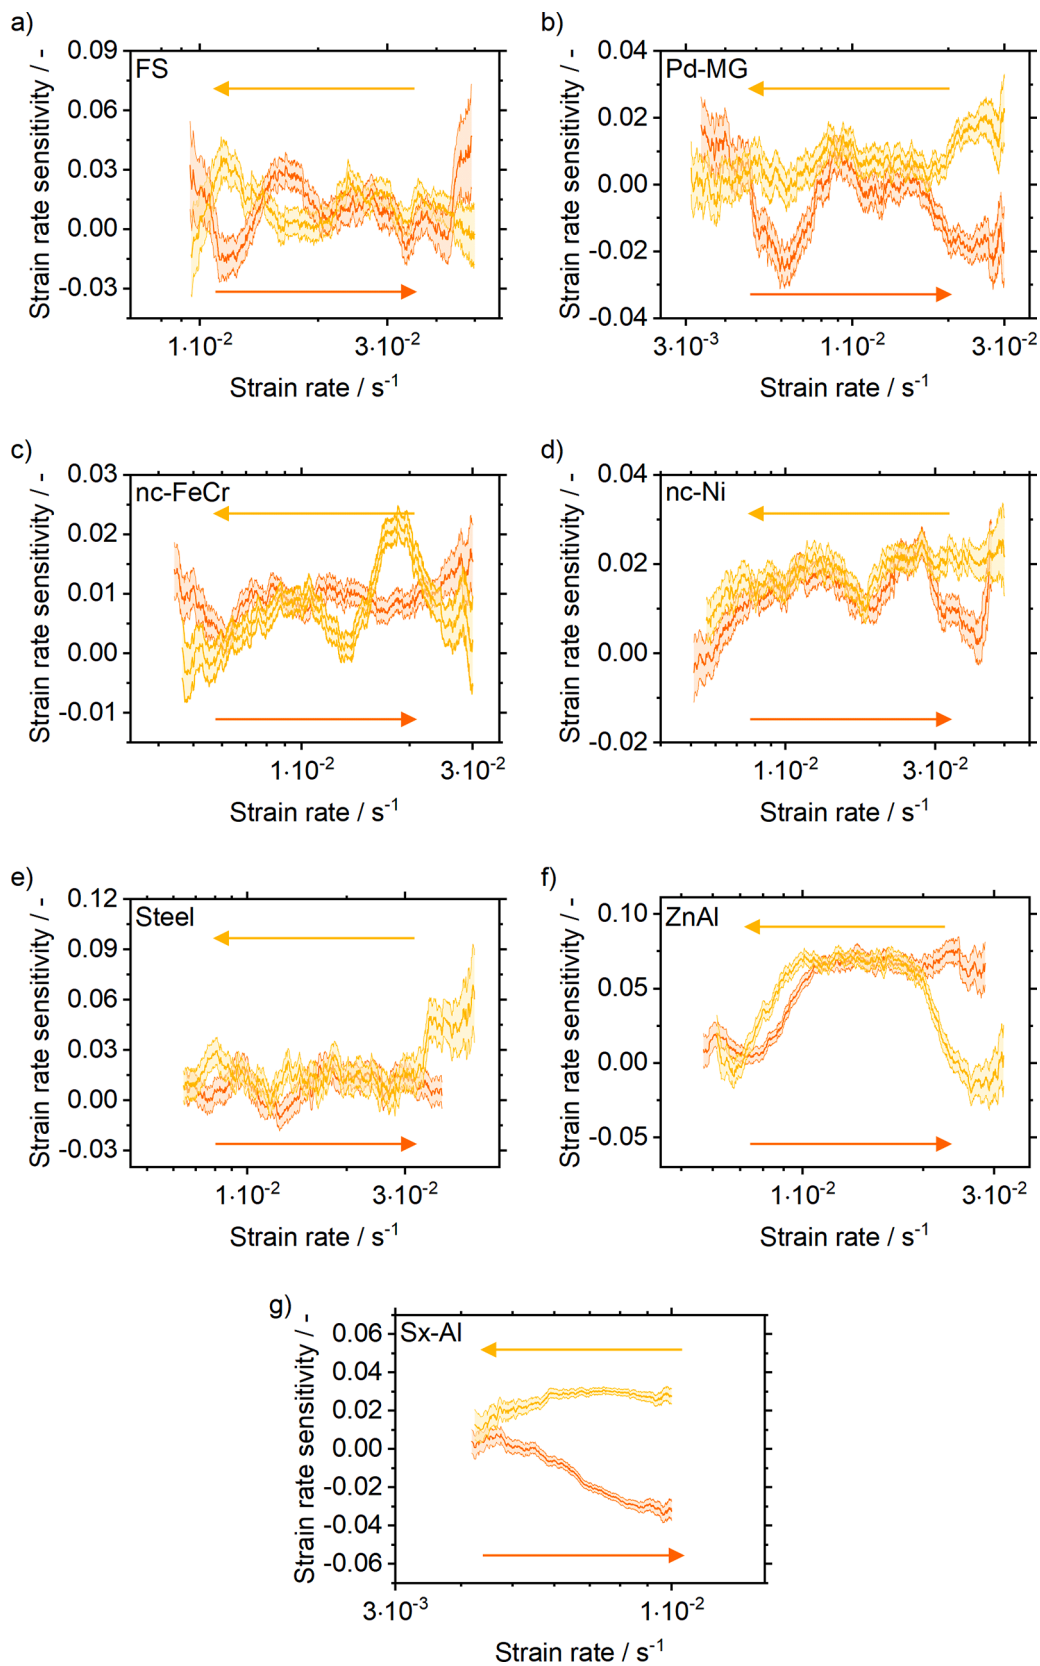 a)
FS
0.09
0.06
0.03
0.00
-0.03
Strain rate sensitivity / -
1·10⁻²
3·10⁻²
Strain rate / s⁻¹
b)
Pd-MG
0.04
0.02
0.00
-0.02
-0.04
Strain rate sensitivity / -
3·10⁻³
1·10⁻²
3·10⁻²
Strain rate / s⁻¹
c)
nc-FeCr
0.03
0.02
0.01
0.00
-0.01
Strain rate sensitivity / -
1·10⁻²
3·10⁻²
Strain rate / s⁻¹
d)
nc-Ni
0.04
0.02
0.00
-0.02
Strain rate sensitivity / -
1·10⁻²
3·10⁻²
Strain rate / s⁻¹
e)
Steel
0.12
0.09
0.06
0.03
0.00
-0.03
Strain rate sensitivity / -
1·10⁻²
3·10⁻²
Strain rate / s⁻¹
f)
ZnAl
0.10
0.05
0.00
-0.05
Strain rate sensitivity / -
1·10⁻²
3·10⁻²
Strain rate / s⁻¹
g)
Sx-Al
0.06
0.04
0.02
0.00
-0.02
-0.04
-0.06
Strain rate sensitivity / -
3·10⁻³
1·10⁻²
Strain rate / s⁻¹